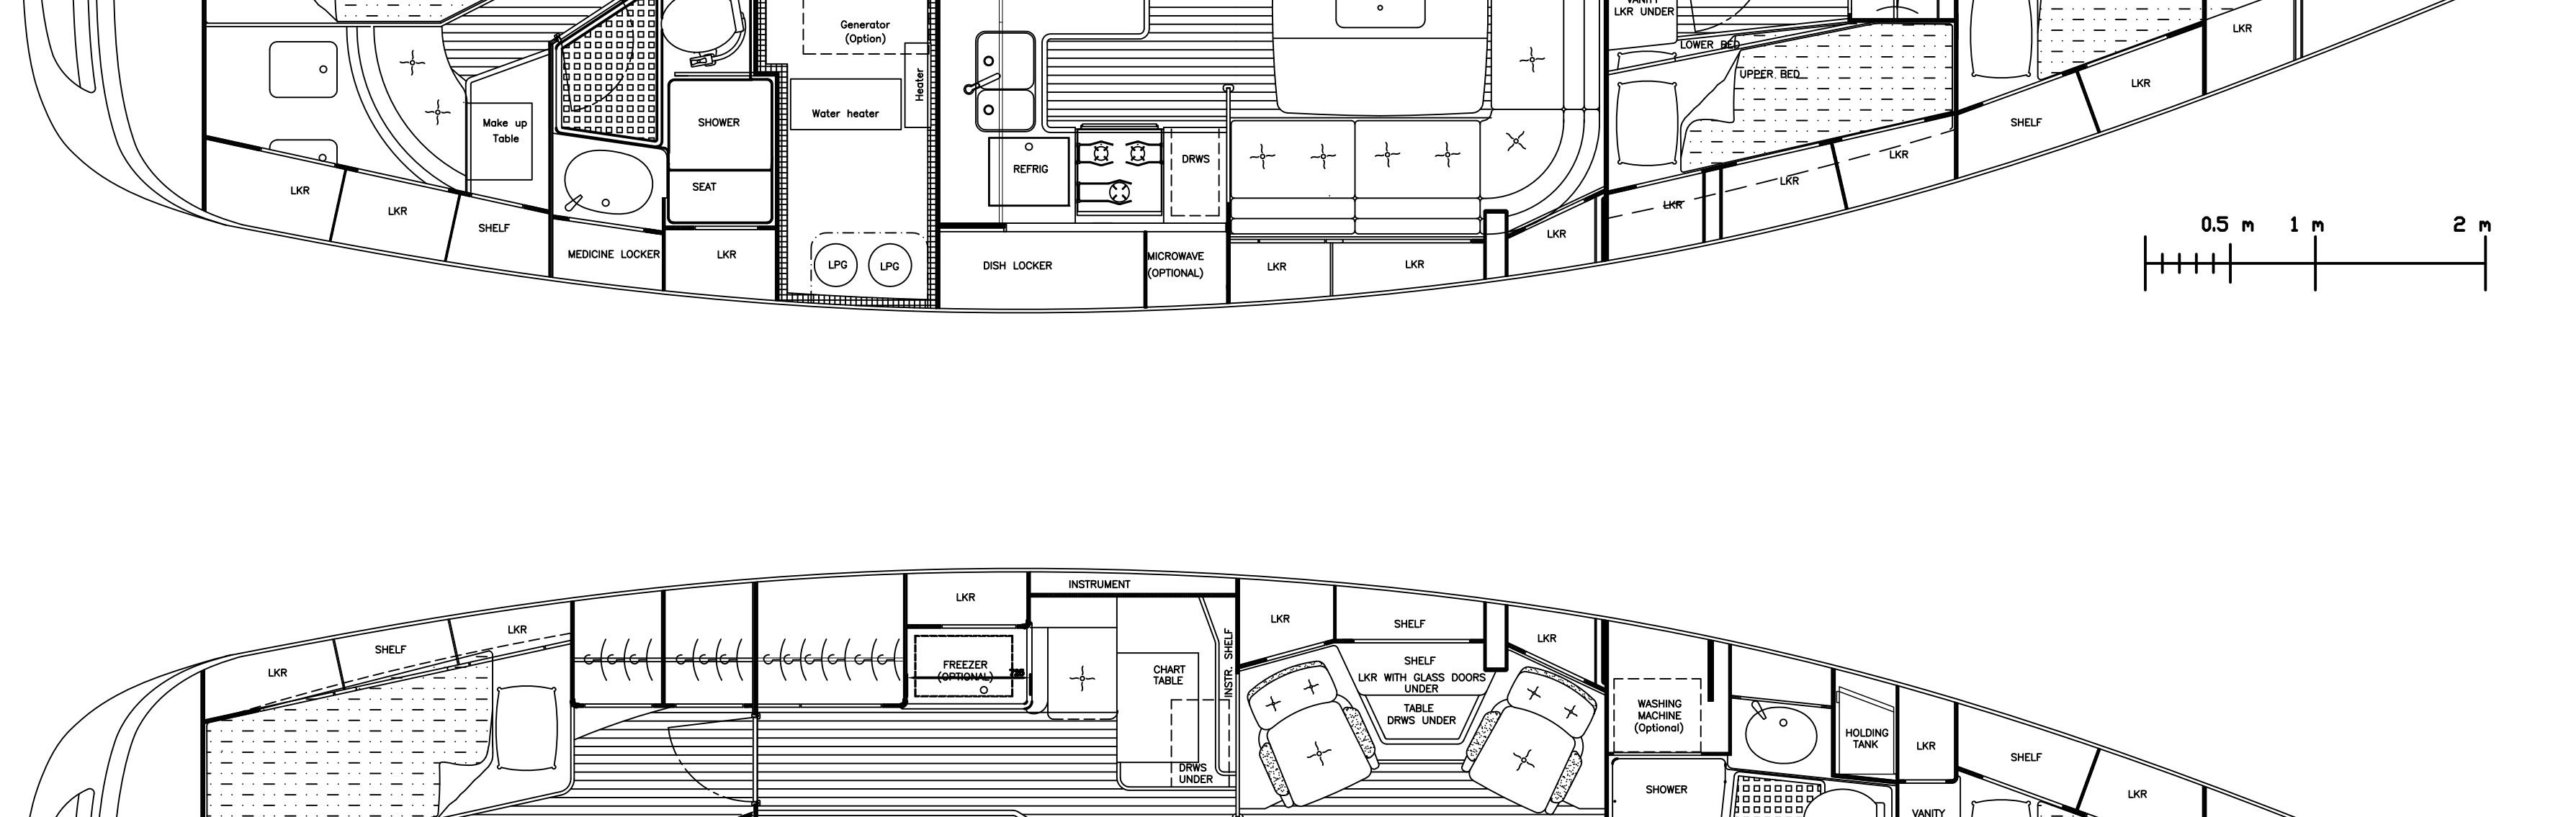 VANITY
LKR UNDER
Generator
(Option)
LKR
LOWER BED
UPPER BED
Heater
LKR
Water heater
Make up
Table
SHOWER
SHELF
DRWS
REFRIG
LKR
SEAT
LKR
LKR
LKR
LKR
SHELF
LKR
0.5 m 1 m 2 m
MEDICINE LOCKER
LKR
LPG
LPG
DISH LOCKER
MICROWAVE
(OPTIONAL)
LKR
LKR
INSTRUMENT
LKR
LKR
SHELF
LKR
SHELF
LKR
LKR
INSTR. SHELF
FREEZER
(OPTIONAL)
CHART
TABLE
SHELF
LKR WITH GLASS DOORS
UNDER
TABLE
DRWS UNDER
WASHING
MACHINE
(Optional)
HOLDING
TANK
LKR
SHELF
DRWS
UNDER
SHOWER
LKR
VANITY